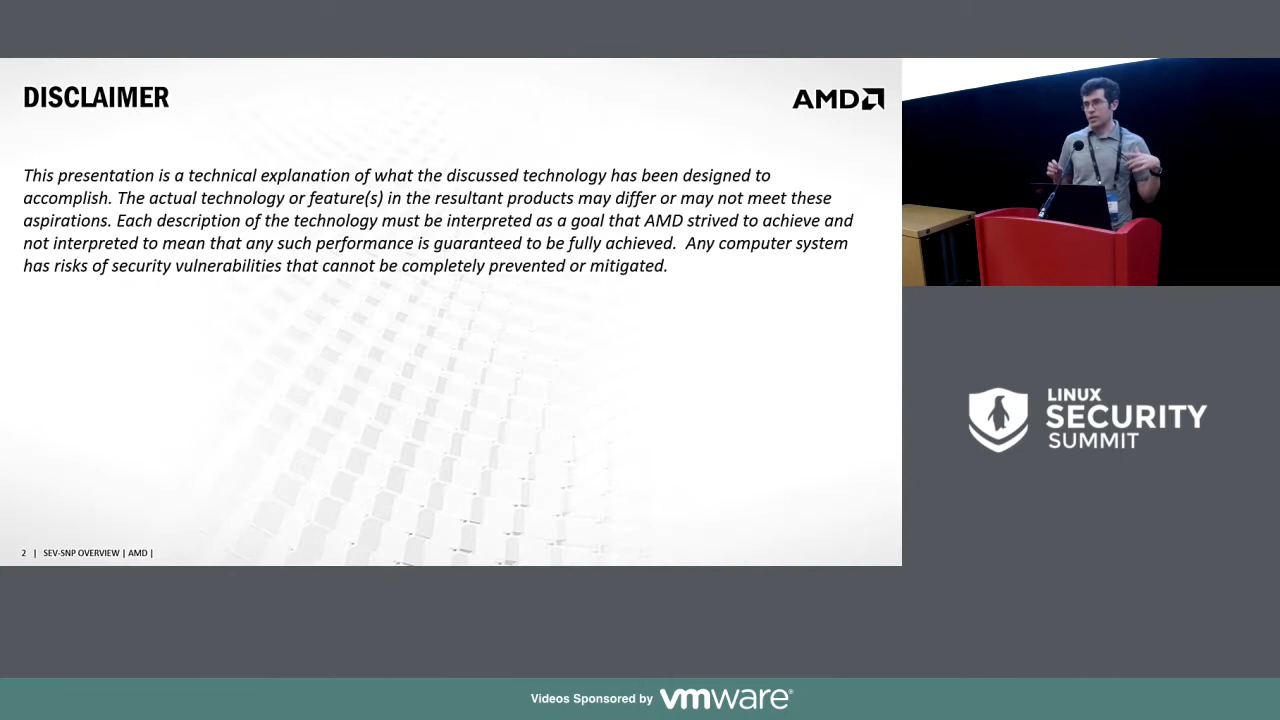 DISCLAIMER
AMD
This presentation is a technical explanation of what the discussed technology has been designed to
accomplish. The actual technology or feature(s) in the resultant products may differ or may not meet these
aspirations. Each description of the technology must be interpreted as a goal that AMD strived to achieve and
not interpreted to mean that any such performance is guaranteed to be fully achieved.  Any computer system
has risks of security vulnerabilities that cannot be completely prevented or mitigated.
2 | SEV-SNP OVERVIEW | AMD |
LINUX
SECURITY
SUMMIT
Videos Sponsored by vmware®